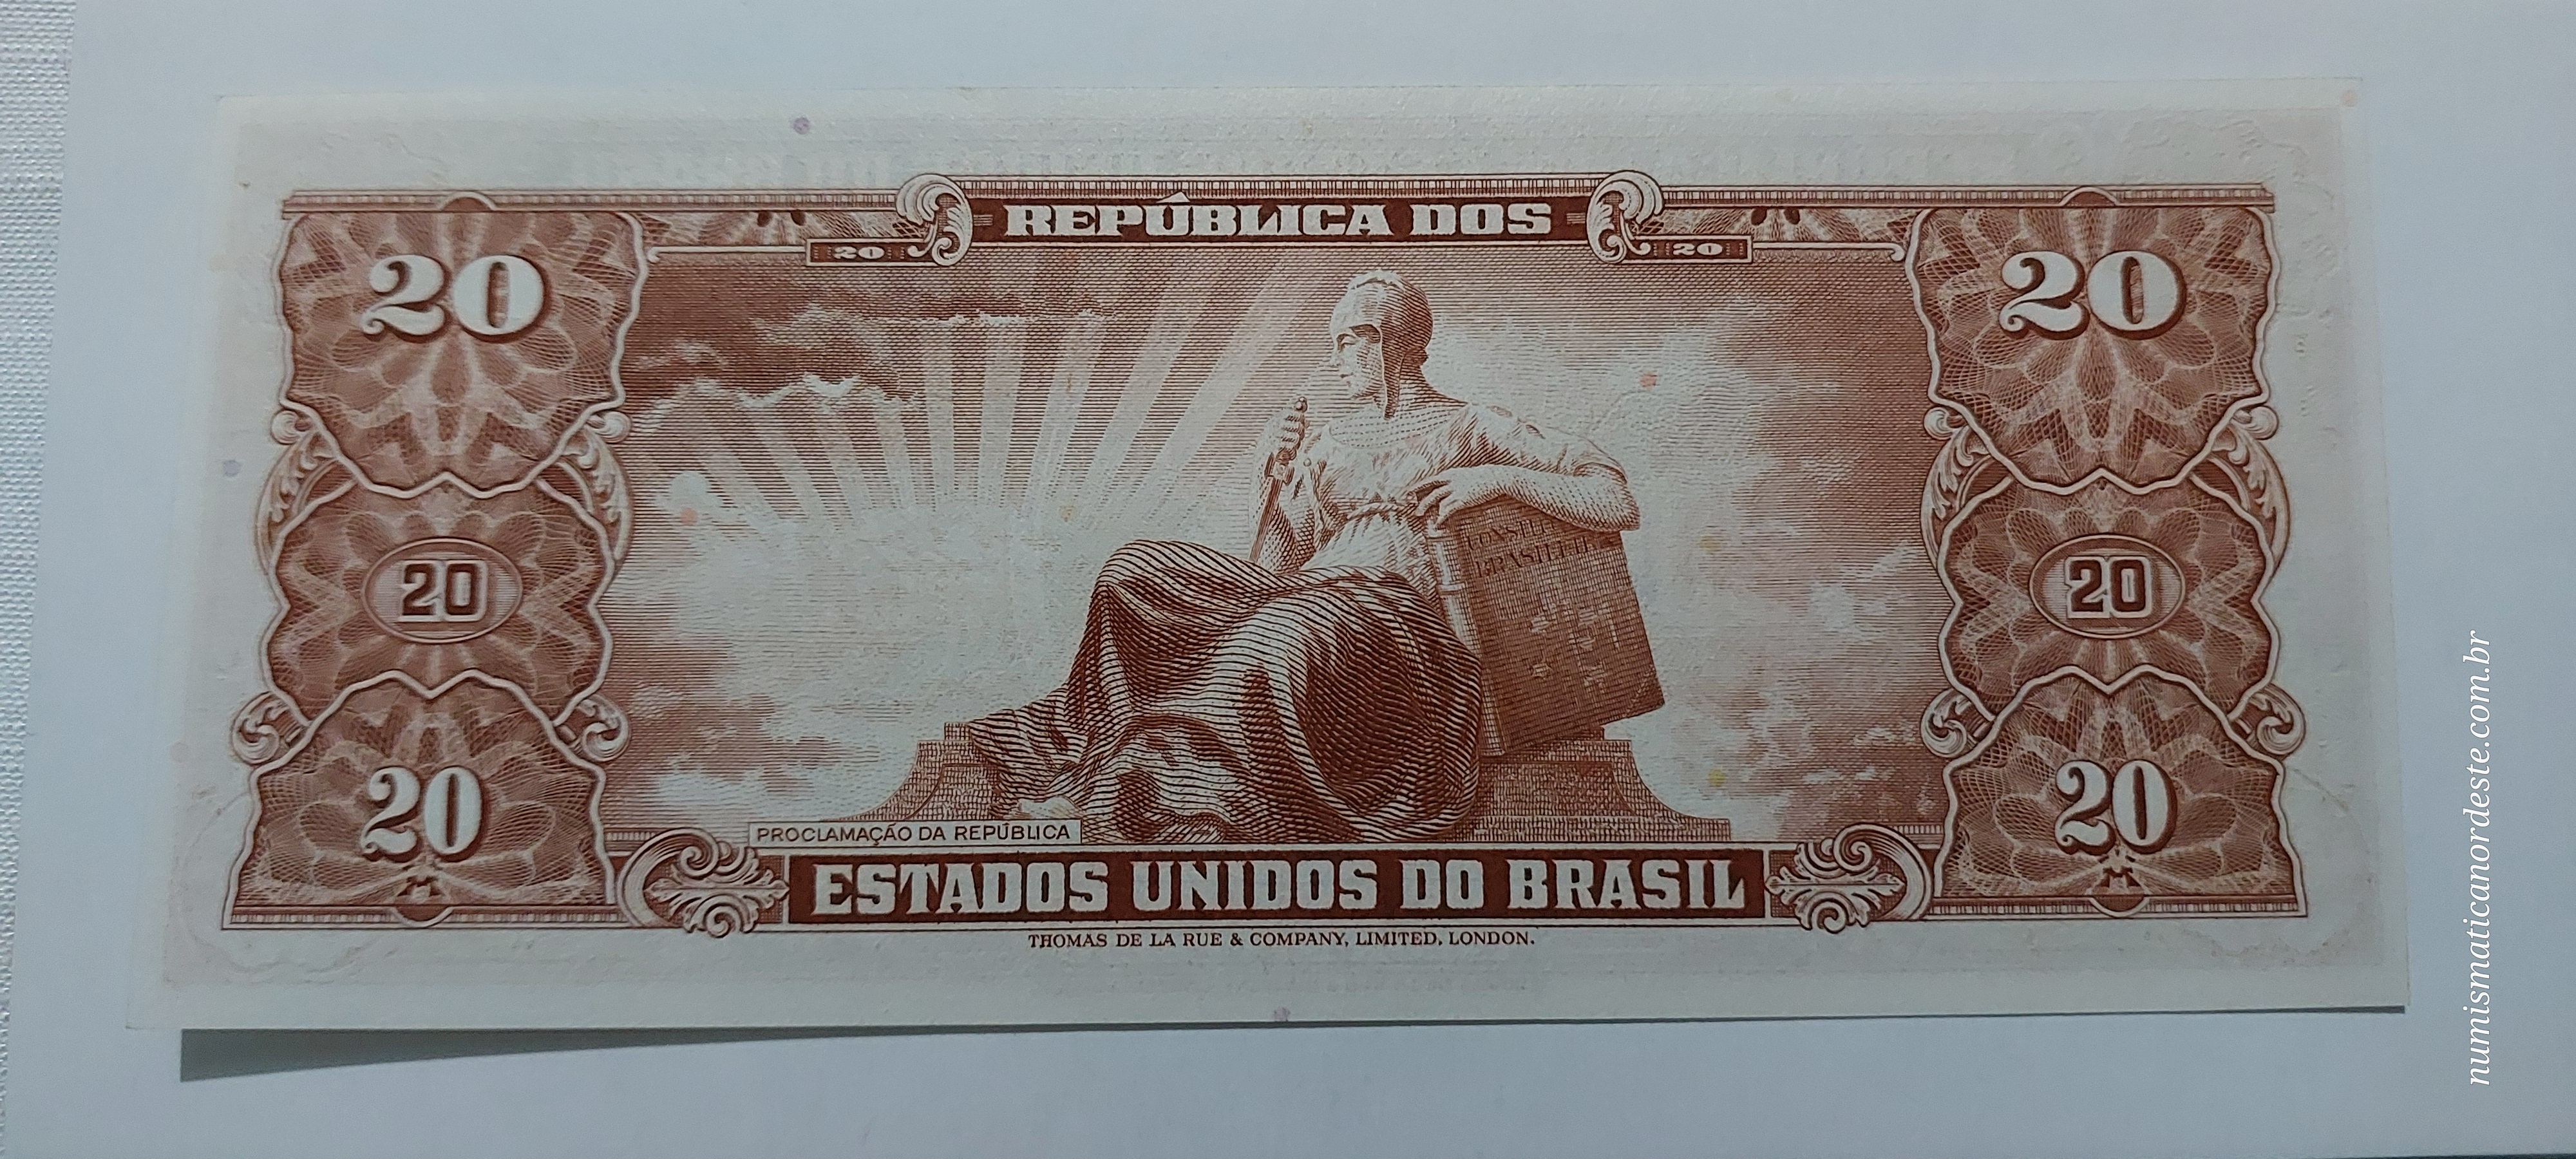 REPÚBLICA DOS
20 20
20 20
20 20
20 20
PROCLAMAÇÃO DA REPÚBLICA
ESTADOS UNIDOS DO BRASIL
THOMAS DE LA RUE & COMPANY, LIMITED, LONDON.
numismaticanordeste.com.br